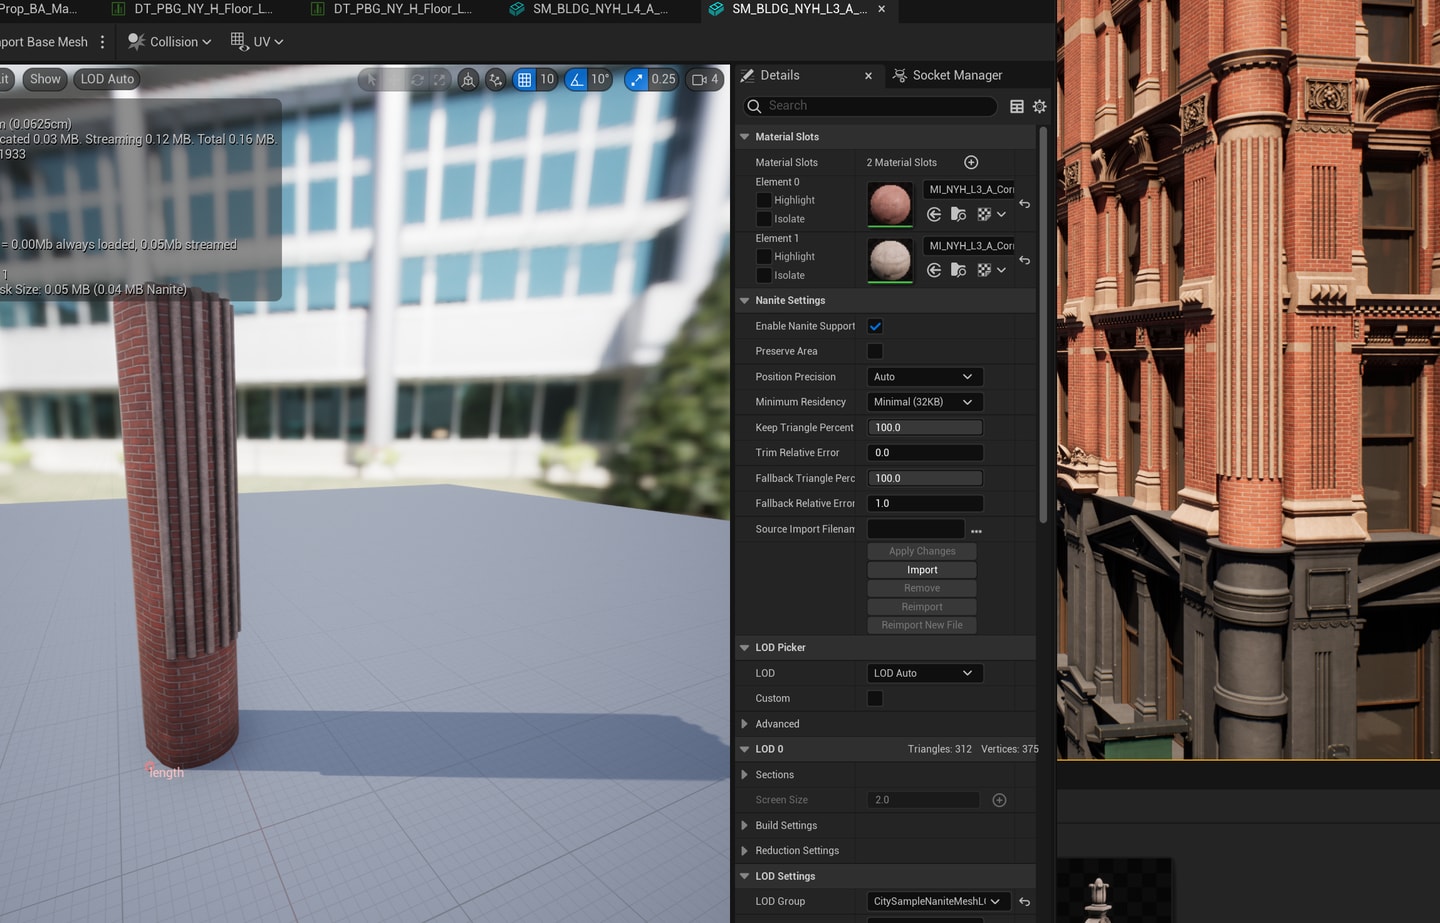 Prop_BA_Ma...
DT_PBG_NY_H_Floor_L...
DT_PBG_NY_H_Floor_L...
SM_BLDG_NYH_L4_A_...
SM_BLDG_NYH_L3_A_...
port Base Mesh
Collision
UV
it
Show
LOD Auto
10
10°
0.25
4
m (0.0625cm)
cated 0.03 MB. Streaming 0.12 MB. Total 0.16 MB.
1933
= 0.00Mb always loaded, 0.05Mb streamed
1
sk Size: 0.05 MB (0.04 MB Nanite)
length
Details
Socket Manager
Search
Material Slots
Material Slots 2 Material Slots
Element 0
Highlight
Isolate
MI_NYH_L3_A_Corn
Element 1
Highlight
Isolate
MI_NYH_L3_A_Corn
Nanite Settings
Enable Nanite Support
Preserve Area
Position Precision Auto
Minimum Residency Minimal (32KB)
Keep Triangle Percent 100.0
Trim Relative Error 0.0
Fallback Triangle Perc 100.0
Fallback Relative Error 1.0
Source Import Filenam
Apply Changes
Import
Remove
Reimport
Reimport New File
LOD Picker
LOD LOD Auto
Custom
Advanced
LOD 0 Triangles: 312 Vertices: 375
Sections
Screen Size 2.0
Build Settings
Reduction Settings
LOD Settings
LOD Group CitySampleNaniteMeshL